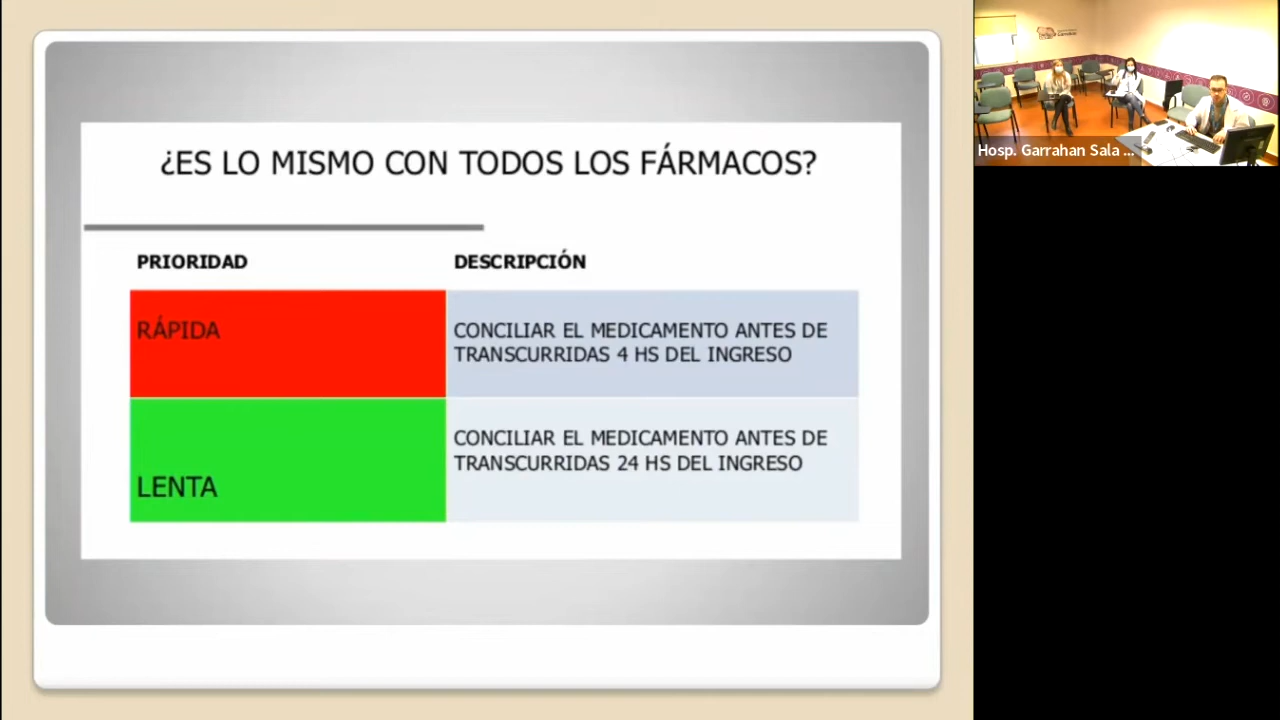 ¿ES LO MISMO CON TODOS LOS FÁRMACOS?
PRIORIDAD
DESCRIPCIÓN
RÁPIDA
CONCILIAR EL MEDICAMENTO ANTES DE
TRANSCURRIDAS 4 HS DEL INGRESO
LENTA
CONCILIAR EL MEDICAMENTO ANTES DE
TRANSCURRIDAS 24 HS DEL INGRESO
Hosp. Garrahan Sala ...